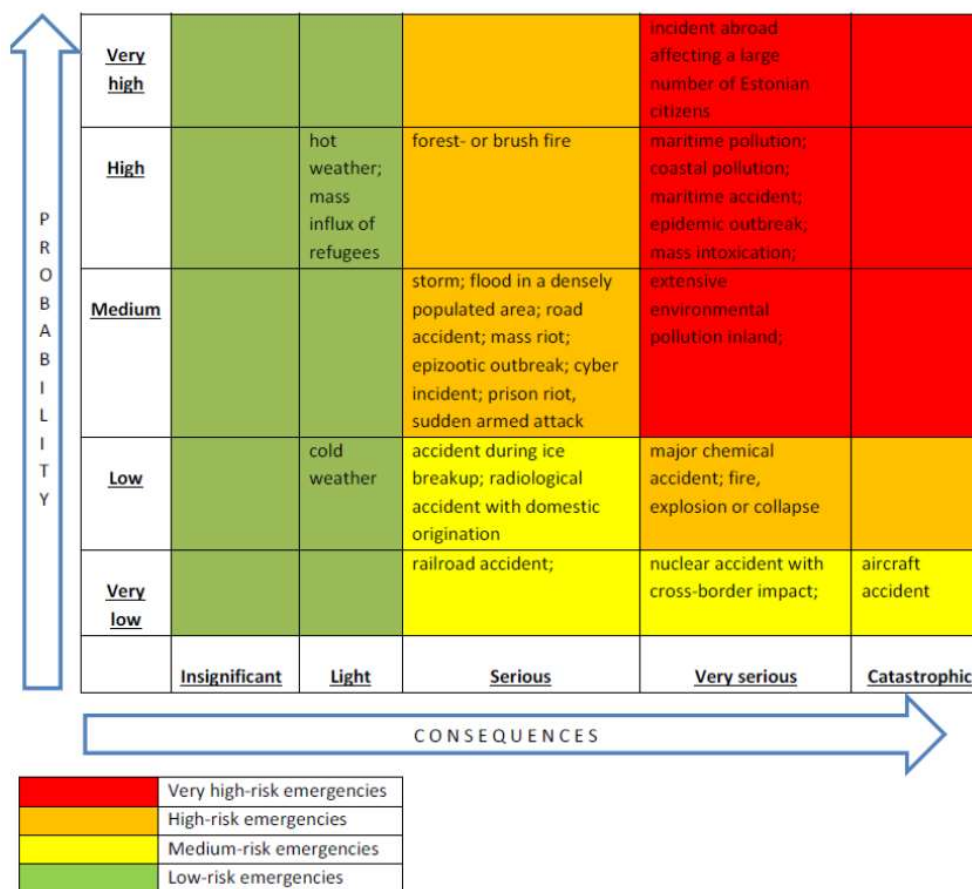 Very
high
incident abroad
affecting a large
number of Estonian
citizens
High
hot
weather;
mass
influx of
refugees
forest- or brush fire
maritime pollution;
coastal pollution;
maritime accident;
epidemic outbreak;
mass intoxication;
Medium
storm; flood in a densely
populated area; road
accident; mass riot;
epizootic outbreak; cyber
incident; prison riot,
sudden armed attack
extensive
environmental
pollution inland;
Low
cold
weather
accident during ice
breakup; radiological
accident with domestic
origination
major chemical
accident; fire,
explosion or collapse
Very
low
railroad accident;
nuclear accident with
cross-border impact;
aircraft
accident
Insignificant
Light
Serious
Very serious
Catastrophic
PROBABILITY
CONSEQUENCES
Very high-risk emergencies
High-risk emergencies
Medium-risk emergencies
Low-risk emergencies